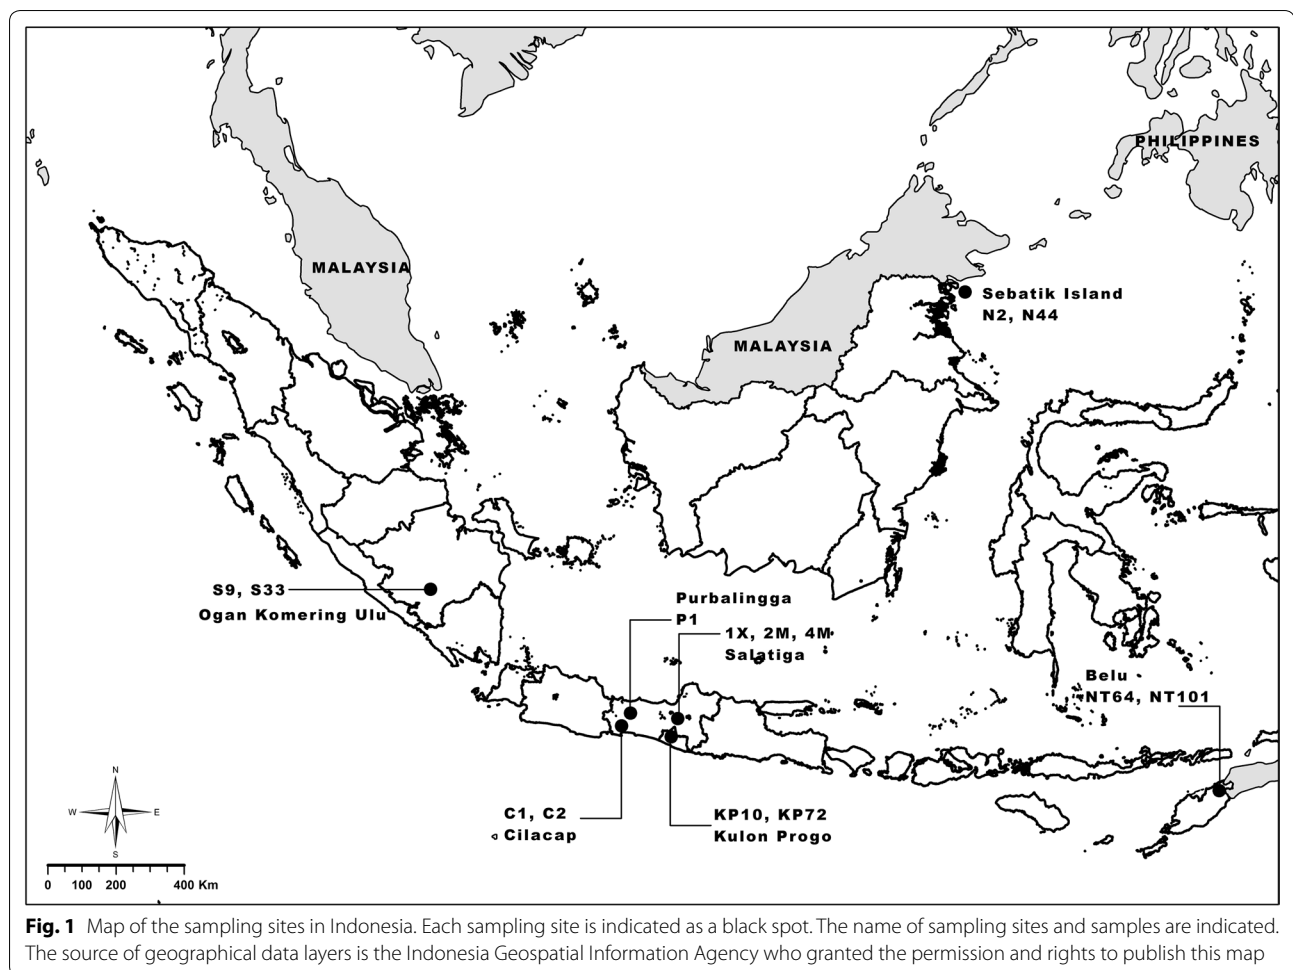 PHILIPPINES
MALAYSIA
Sebatik Island
N2, N44
MALAYSIA
S9, S33
Ogan Komering Ulu
Purbalingga
P1
1X, 2M, 4M
Salatiga
Belu
NT64, NT101
C1, C2
Cilacap
KP10, KP72
Kulon Progo
N
W E
S
0 100 200 400 Km
Fig. 1 Map of the sampling sites in Indonesia. Each sampling site is indicated as a black spot. The name of sampling sites and samples are indicated.
The source of geographical data layers is the Indonesia Geospatial Information Agency who granted the permission and rights to publish this map